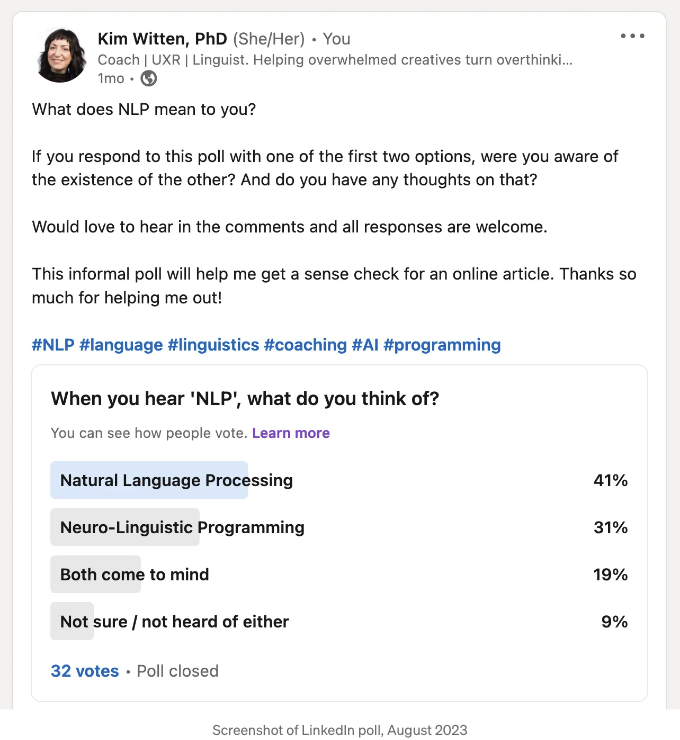 Kim Witten, PhD (She/Her) • You
Coach | UXR | Linguist. Helping overwhelmed creatives turn overthinki...
1mo •
What does NLP mean to you?
If you respond to this poll with one of the first two options, were you aware of
the existence of the other? And do you have any thoughts on that?
Would love to hear in the comments and all responses are welcome.
This informal poll will help me get a sense check for an online article. Thanks so
much for helping me out!
#NLP #language #linguistics #coaching #AI #programming
When you hear 'NLP', what do you think of?
You can see how people vote. Learn more
Natural Language Processing 41%
Neuro-Linguistic Programming 31%
Both come to mind 19%
Not sure / not heard of either 9%
32 votes • Poll closed
Screenshot of LinkedIn poll, August 2023